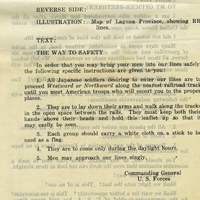 REVERSE SIDE:
ILLUSTRATION: Map of Laguna Province, showing RR
lines.
TEXT:
THE WAY TO SAFETY.
In order that you may bring your men into our lines safely
the following specific instructions are given to you:
1. All Japanese soldiers desiring to enter our lines are to
proceed Westward or Northward along the nearest railroad track
until you meet American troops who will escort you to the proper
authorities.
2. They are to lay down their arms and walk along the tracks
in the open space between the rails. They must keep both their
hands above their heads and hold this leaflet up so that it
may easily be seen.
3. Each group should carry a white cloth on a stick to be
used as a flag.
4. They are to come only during the daylight hours.
5. Men may approach our lines singly.
Commanding General
U. S. Forces